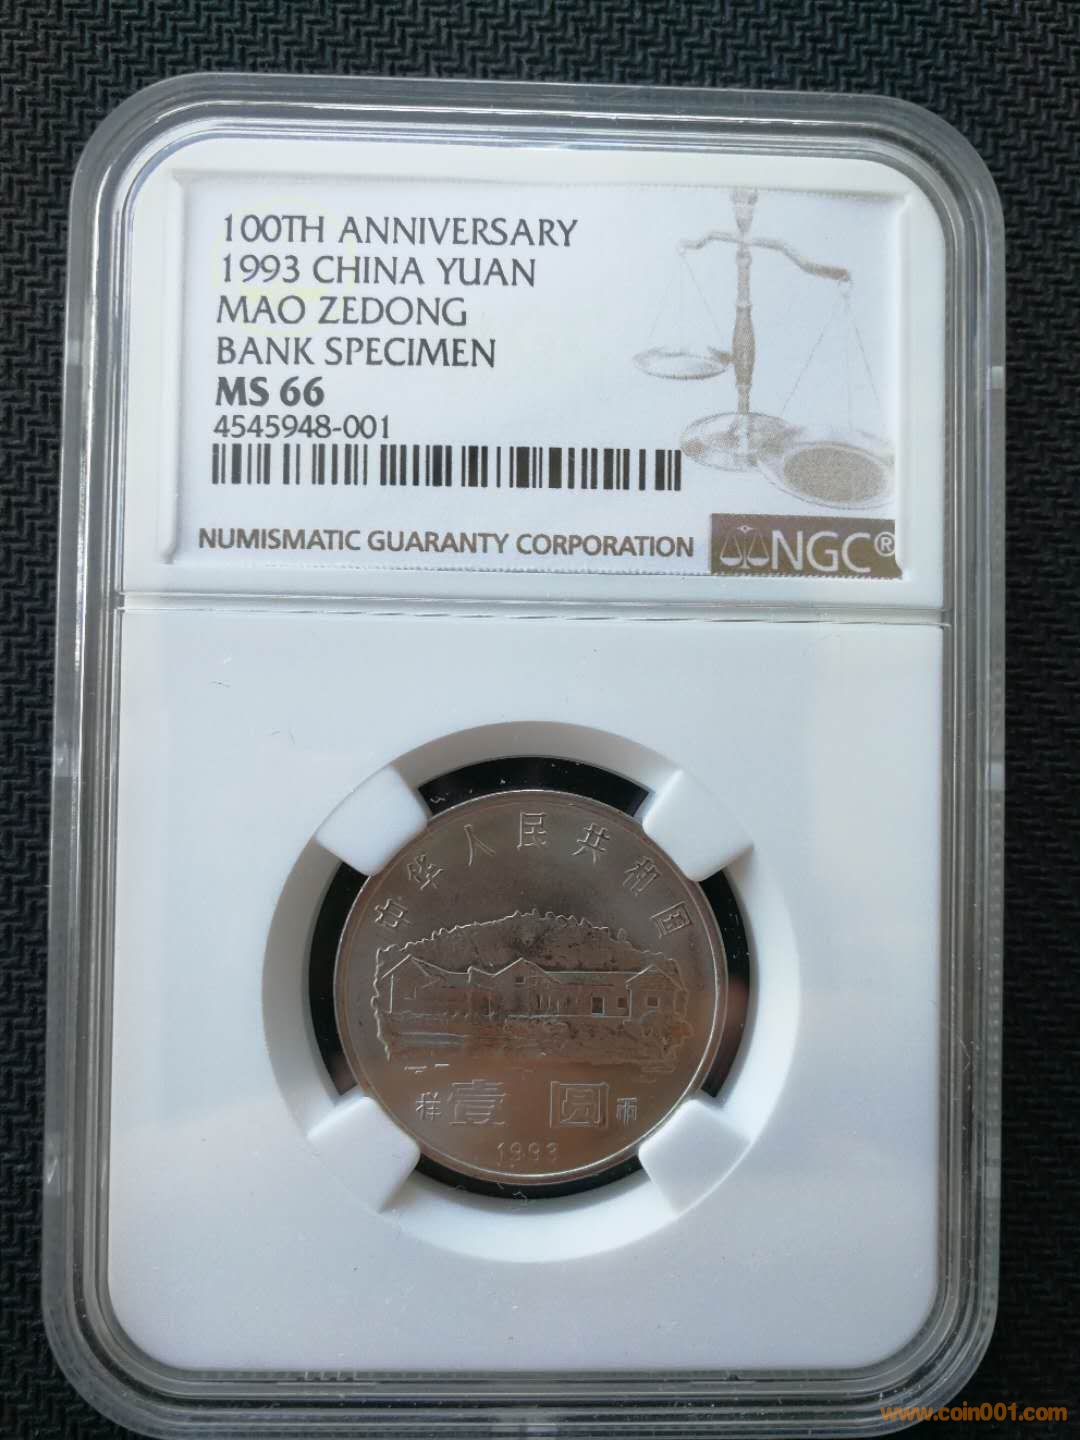 100TH ANNIVERSARY
1993 CHINA YUAN
MAO ZEDONG
BANK SPECIMEN
MS 66
4545948-001
NUMISMATIC GUARANTY CORPORATION
NGC®
中华人民共和国
样 壹 圆 币
1993
www.coin001.com